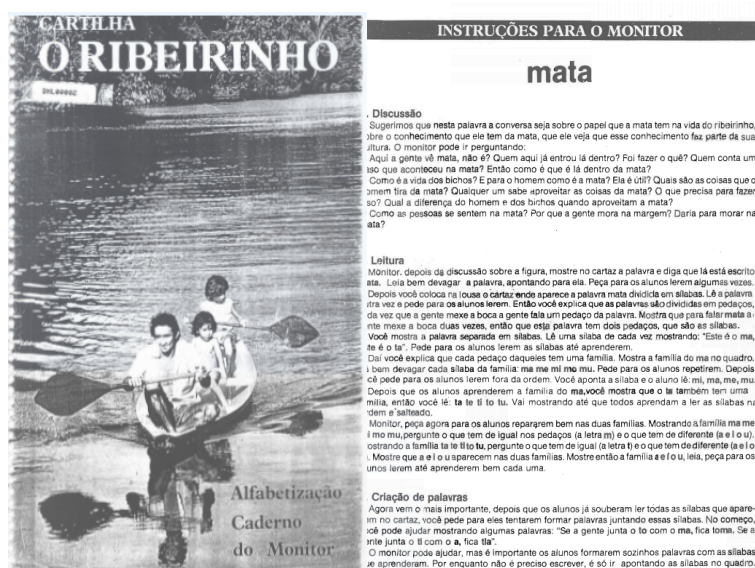 CARTILHA
O RIBEIRINHO
Alfabetização
Caderno
do Monitor
INSTRUÇÕES PARA O MONITOR
mata
. Discussão
Sugerimos que nesta palavra a conversa seja sobre o papel que a mata tem na vida do ribeirinho,
o conhecimento que ele tem da mata, que ele veja que esse conhecimento faz parte da sua
O monitor pode ir perguntando:
Aqui a gente vê mata, não é? Quem aqui já entrou lá dentro? Foi fazer o quê? Quem conta um
que aconteceu na mata? Então como é que é lá dentro da mata?
Como é a vida dos bichos? E para o homem como é a mata? Ela é útil? Quais são as coisas que o
tira da mata? Qualquer um sabe aproveitar as coisas da mata? O que precisa para fazer
so? Qual a diferença do homem e dos bichos quando aproveitam a mata?
Como as pessoas se sentem na mata? Por que a gente mora na margem? Daria para morar na
ata?
. Leitura
Monitor. depois da discussão sobre a figura, mostre no cartaz a palavra e diga que lá está escrito
ata. Leia bem devagar a palavra, apontando para ela. Peça para os alunos lerem algumas vezes.
Depois você coloca na lousa o cartaz onde aparece a palavra mata dividida em sílabas. Lê a palavra
tra vez e pede para os alunos lerem. Então você explica que as palavras são divididas em pedaços,
da vez que a gente mexe a boca a gente fala um pedaço da palavra. Mostra que para falar mata a
nte mexe a boca duas vezes, então que esta palavra tem dois pedaços, que são as sílabas.
Você mostra a palavra separada em sílabas. Lê uma sílaba de cada vez mostrando: "Este é o ma,
te é o ta". Pede para os alunos lerem as sílabas até aprenderem.
Daí você explica que cada pedaço daqueles tem uma família. Mostra a família do ma no quadro.
bem devagar cada sílaba da família: ma me mi mo mu. Pede para os alunos repetirem. Depois
cê pede para os alunos lerem fora da ordem. Você aponta a sílaba e o aluno lê: mi, ma, me, mu.
Depois que os alunos aprenderem a família do ma, você mostra que o ta também tem uma
mília, então você lê: ta te ti to tu. Vai mostrando até que todos aprendam a ler as sílabas na
dem e salteado.
Monitor, peça agora para os alunos repararem bem nas duas famílias. Mostrando a família ma me
mo mu, pergunte o que tem de igual nos pedaços (a letra m) e o que tem de diferente (a e i o u).
ostrando a família ta te ti to tu, pergunte o que tem de igual (a letra t) e o que tem de diferente (a e i o
. Mostre que a e i o u aparecem nas duas famílias. Mostre então a família a e i o u, leia, peça para os
unos lerem até aprenderem bem cada uma.
. Criação de palavras
Agora vem o mais importante, depois que os alunos já souberam ler todas as sílabas que apare-
m no cartaz, você pede para eles tentarem formar palavras juntando essas sílabas. No começo,
cê pode ajudar mostrando algumas palavras: "Se a gente junta o to com o ma, fica toma. Se a
nte junta o ti com o a, fica tia".
O monitor pode ajudar, mas é importante os alunos formarem sozinhos palavras com as sílabas
e aprenderam. Por enquanto não é preciso escrever, é só ir apontando as sílabas no quadro.